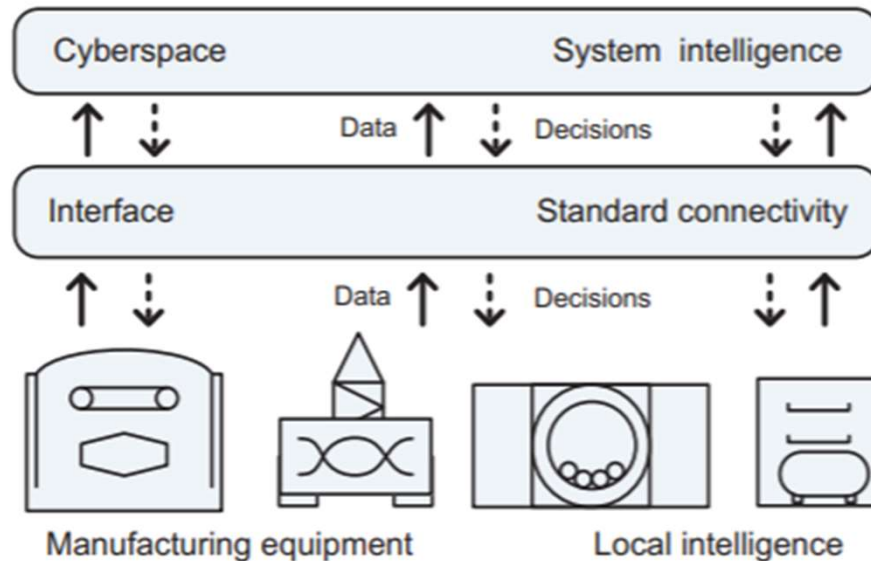 Cyberspace System intelligence
Data Decisions
Interface Standard connectivity
Data Decisions
Manufacturing equipment Local intelligence